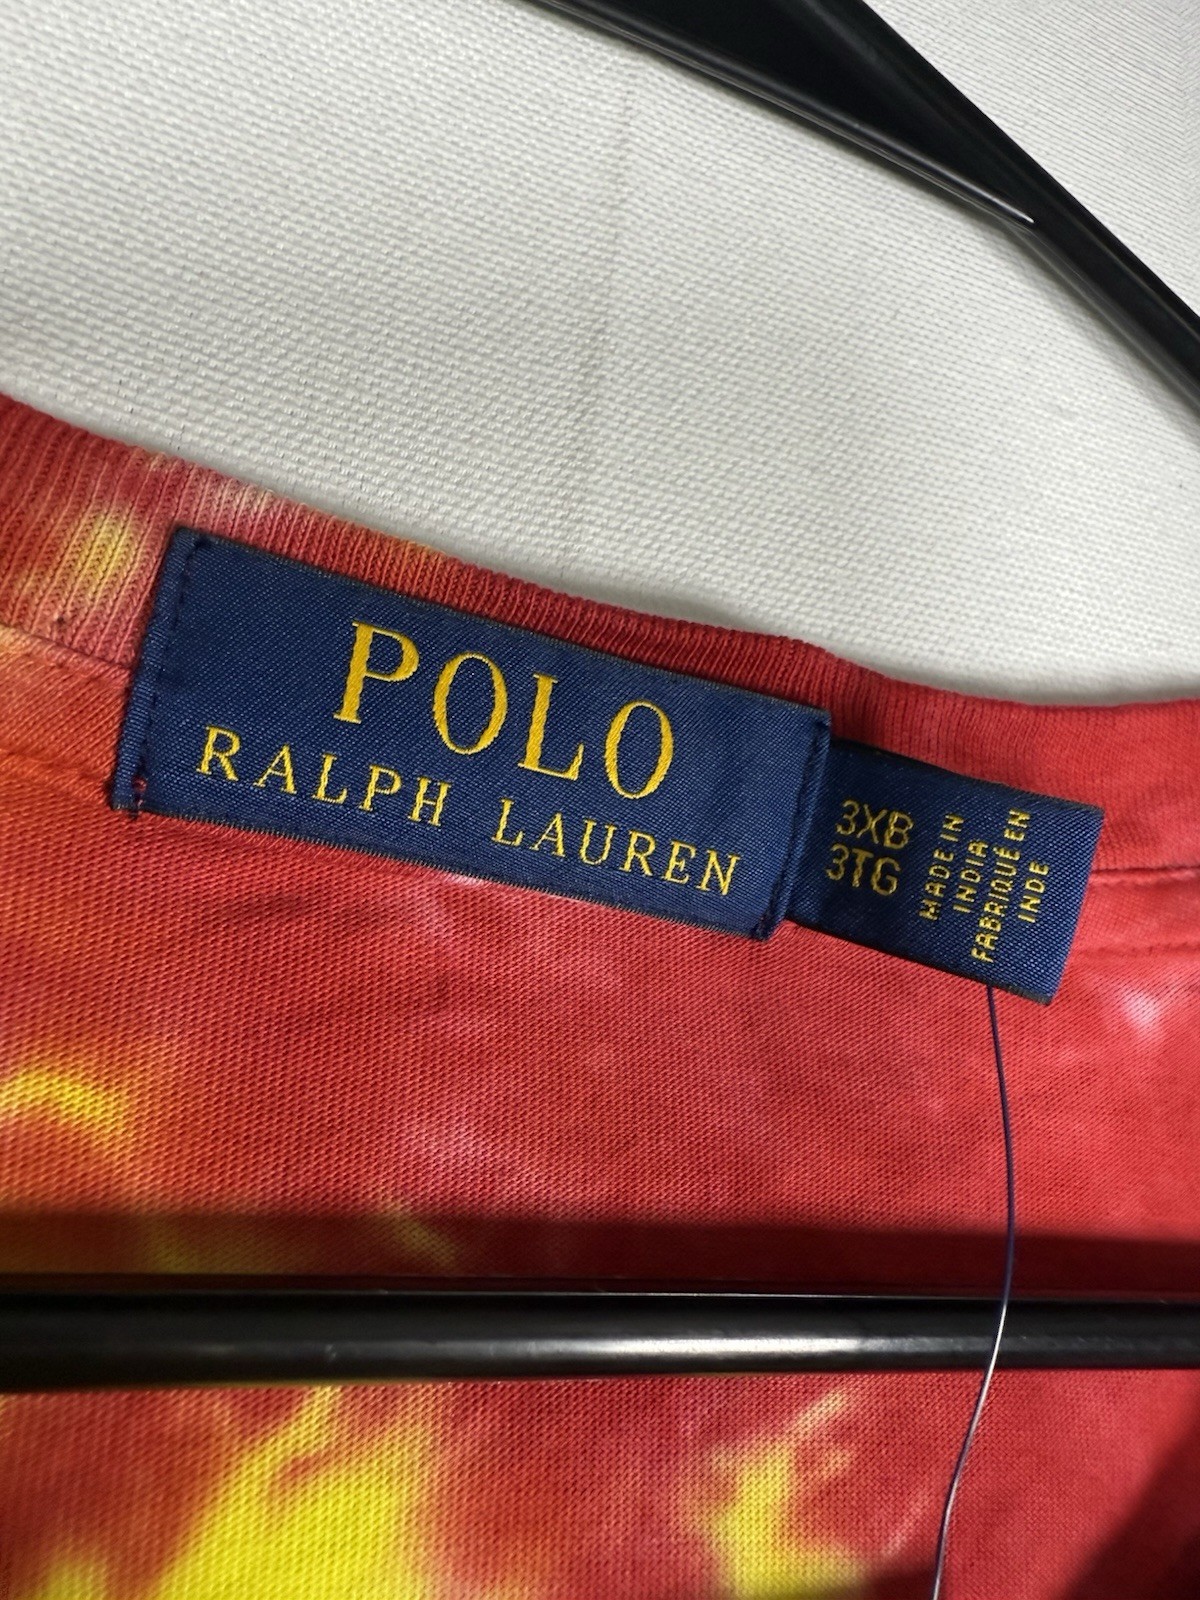 POLO
RALPH LAUREN
3XB
3TG
MADE IN
INDIA
FABRIQUÉ EN
INDE